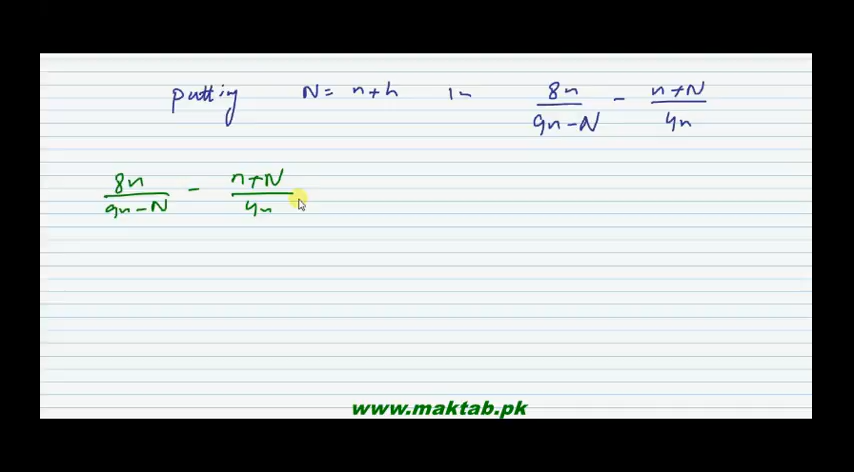 putting N = n+h in 8n/9n-N - n+N/4n
8n/9n-N - n+N/4n
www.maktab.pk